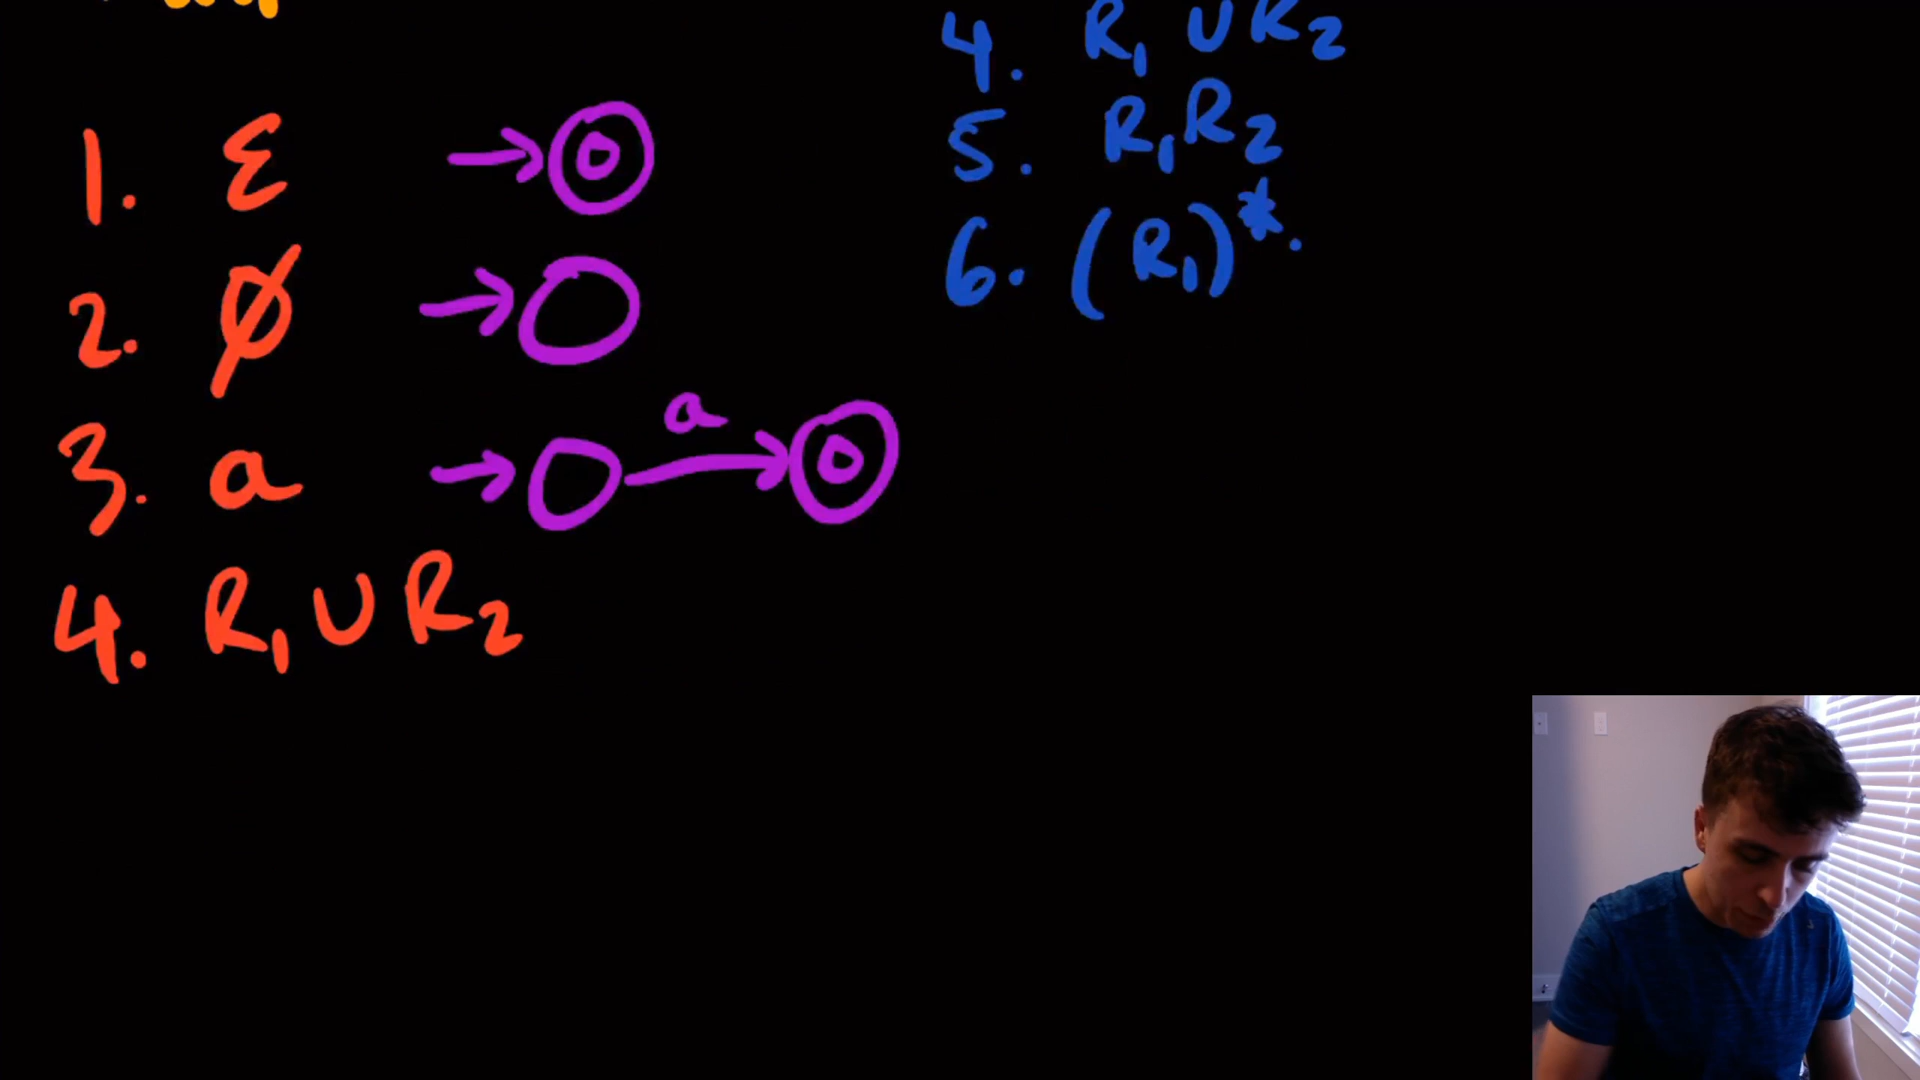 1. ε
2. Ø
3. a
a
4. R₁ ∪ R₂
4. R₁ ∪ R₂
5. R₁R₂
6. (R₁)*.